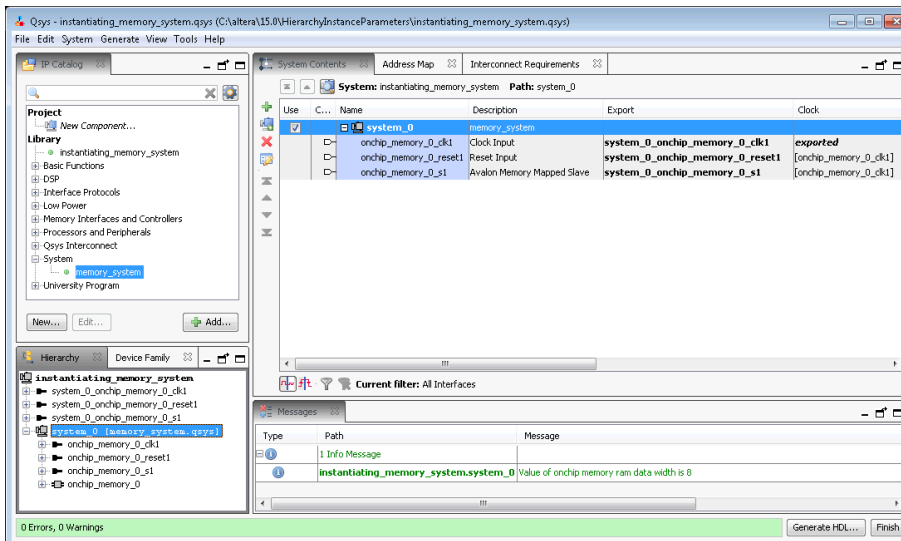 Qsys - instantiating_memory_system.qsys (C:\altera\15.0\HierarchyInstanceParameters\instantiating_memory_system.qsys)
File Edit System Generate View Tools Help
IP Catalog
Project
New Component...
Library
instantiating_memory_system
Basic Functions
DSP
Interface Protocols
Low Power
Memory Interfaces and Controllers
Processors and Peripherals
Qsys Interconnect
System
memory_system
University Program
New... Edit... Add...
Hierarchy Device Family
instantiating_memory_system
system_0_onchip_memory_0_clk1
system_0_onchip_memory_0_reset1
system_0_onchip_memory_0_s1
system_0 [memory_system.qsys]
onchip_memory_0_clk1
onchip_memory_0_reset1
onchip_memory_0_s1
onchip_memory_0
System Contents Address Map Interconnect Requirements
System: instantiating_memory_system Path: system_0
Use C... Name Description Export Clock
system_0 memory_system
onchip_memory_0_clk1 Clock Input system_0_onchip_memory_0_clk1 exported
onchip_memory_0_reset1 Reset Input system_0_onchip_memory_0_reset1 [onchip_memory_0_clk1]
onchip_memory_0_s1 Avalon Memory Mapped Slave system_0_onchip_memory_0_s1 [onchip_memory_0_clk1]
Current filter: All Interfaces
Messages
Type Path Message
1 Info Message
instantiating_memory_system.system_0 Value of onchip memory ram data width is 8
0 Errors, 0 Warnings
Generate HDL... Finish